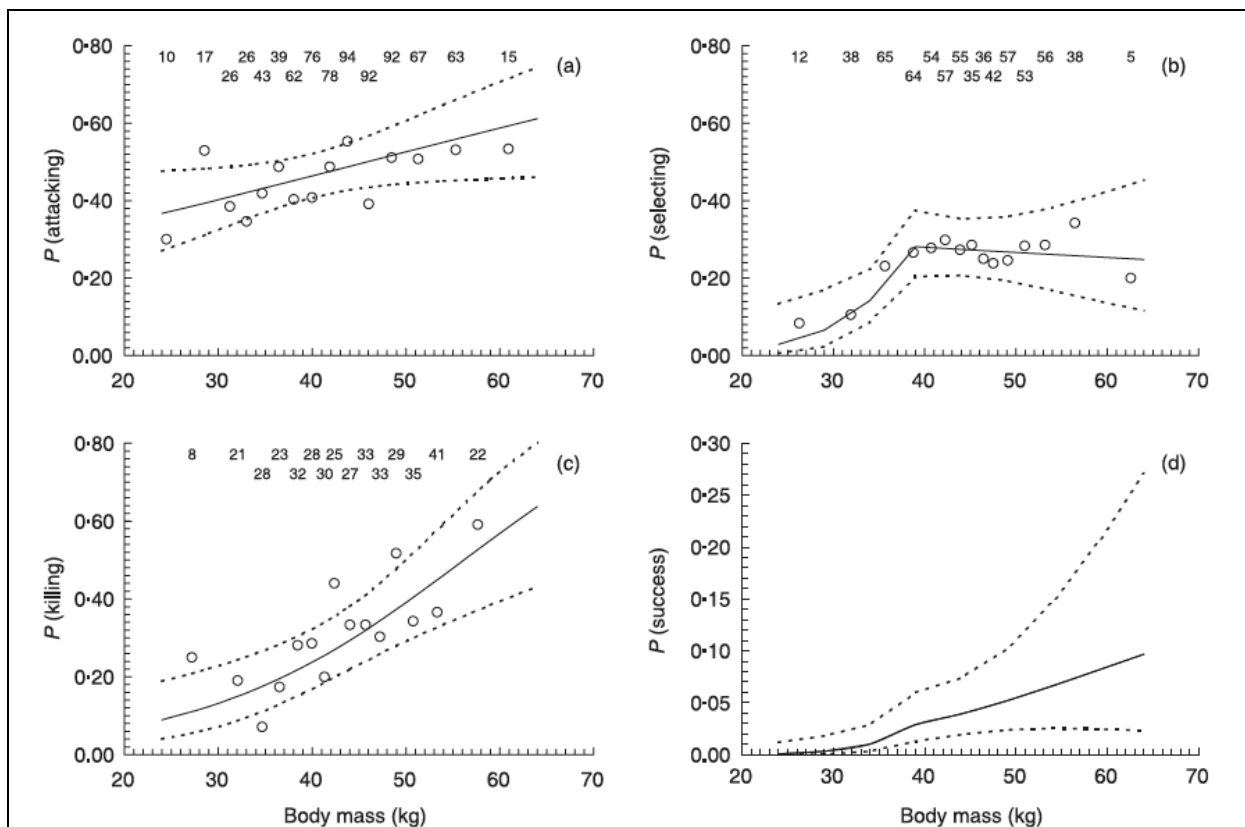 0·80
10 17 26 39 76 94 92 67 63 15
26 43 62 78 92
(a)
0·60
0·40
0·20
0·00
P (attacking)
20 30 40 50 60 70
0·80
12 38 65 54 55 36 57 56 38 5
64 57 35 42 53
(b)
0·60
0·40
0·20
0·00
P (selecting)
20 30 40 50 60 70
0·80
8 21 23 28 25 33 29 41 22
28 32 30 27 33 35
(c)
0·60
0·40
0·20
0·00
P (killing)
20 30 40 50 60 70
Body mass (kg)
0·30
(d)
0·25
0·20
0·15
0·10
0·05
0·00
P (success)
20 30 40 50 60 70
Body mass (kg)